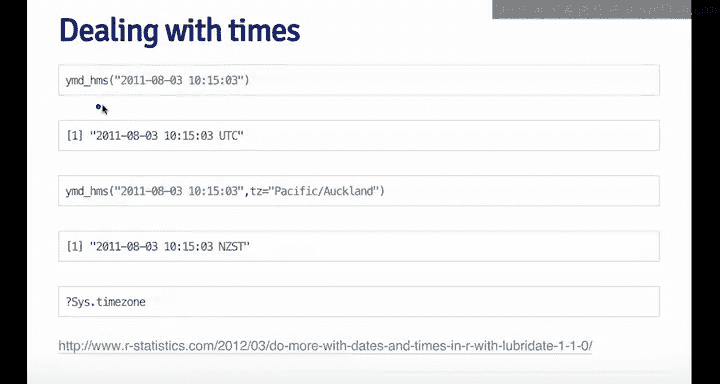 Dealing with times
ymd_hms("2011-08-03 10:15:03")
[1] "2011-08-03 10:15:03 UTC"
ymd_hms("2011-08-03 10:15:03",tz="Pacific/Auckland")
[1] "2011-08-03 10:15:03 NZST"
?Sys.timezone
http://www.r-statistics.com/2012/03/do-more-with-dates-and-times-in-r-with-lubridate-1-1-0/